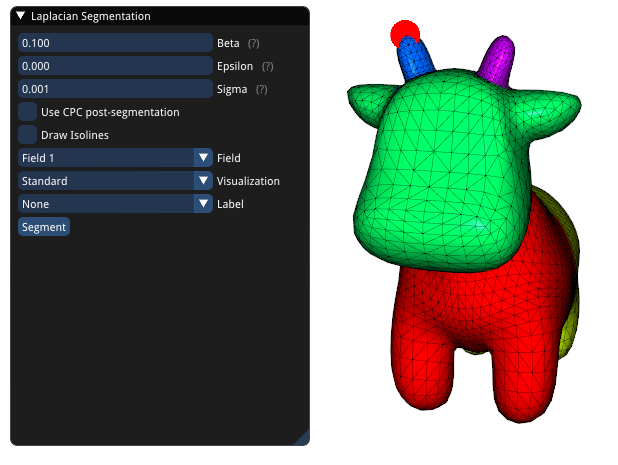 Laplacian Segmentation
0.100 Beta (?)
0.000 Epsilon (?)
0.001 Sigma (?)
Use CPC post-segmentation
Draw Isolines
Field 1 Field
Standard Visualization
None Label
Segment